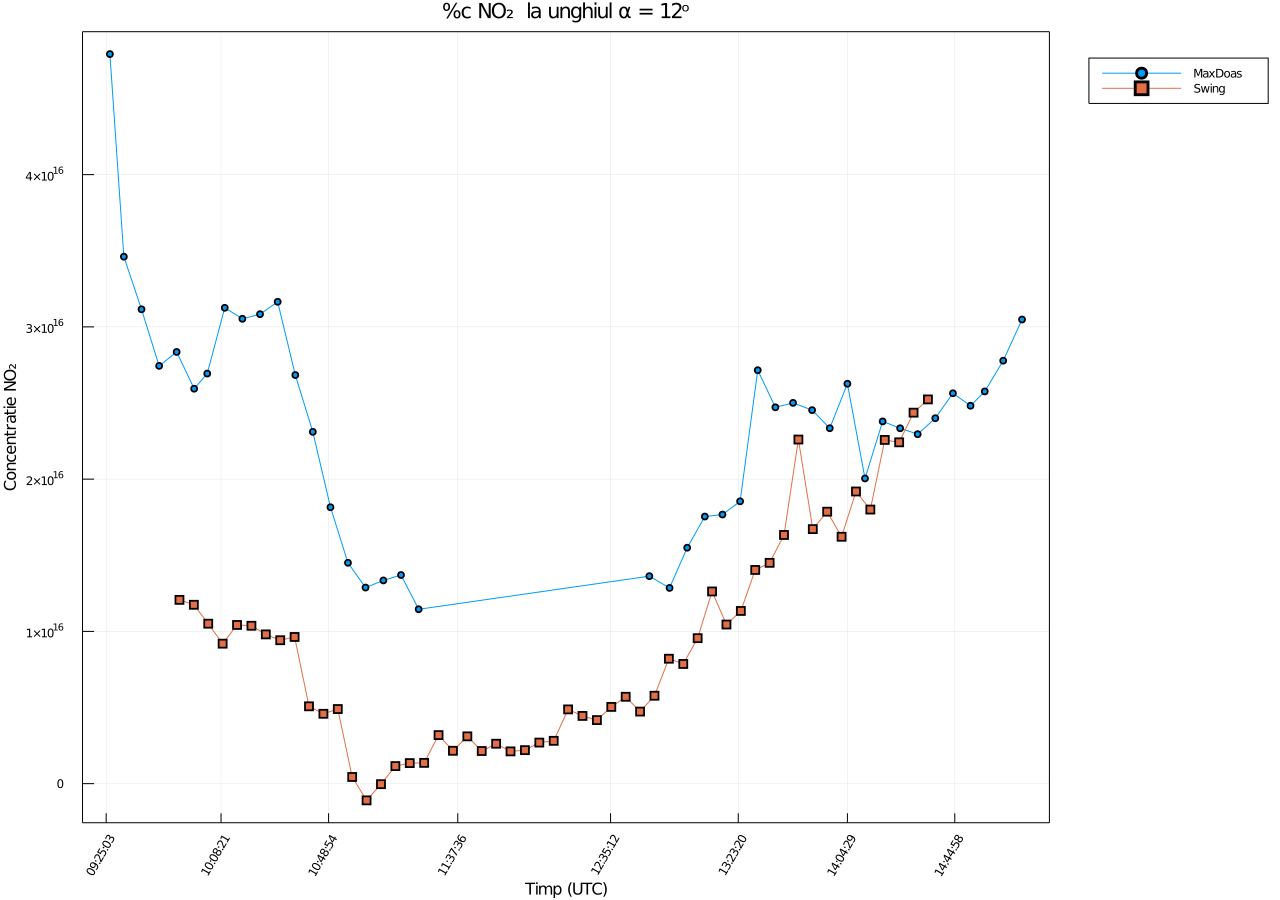 %c NO₂ la unghiul α = 12º
MaxDoas
Swing
Concentratie NO₂
4×10¹⁶
3×10¹⁶
2×10¹⁶
1×10¹⁶
0
09:25:03
10:08:21
10:48:54
11:37:36
12:35:12
13:23:20
14:04:29
14:44:58
Timp (UTC)